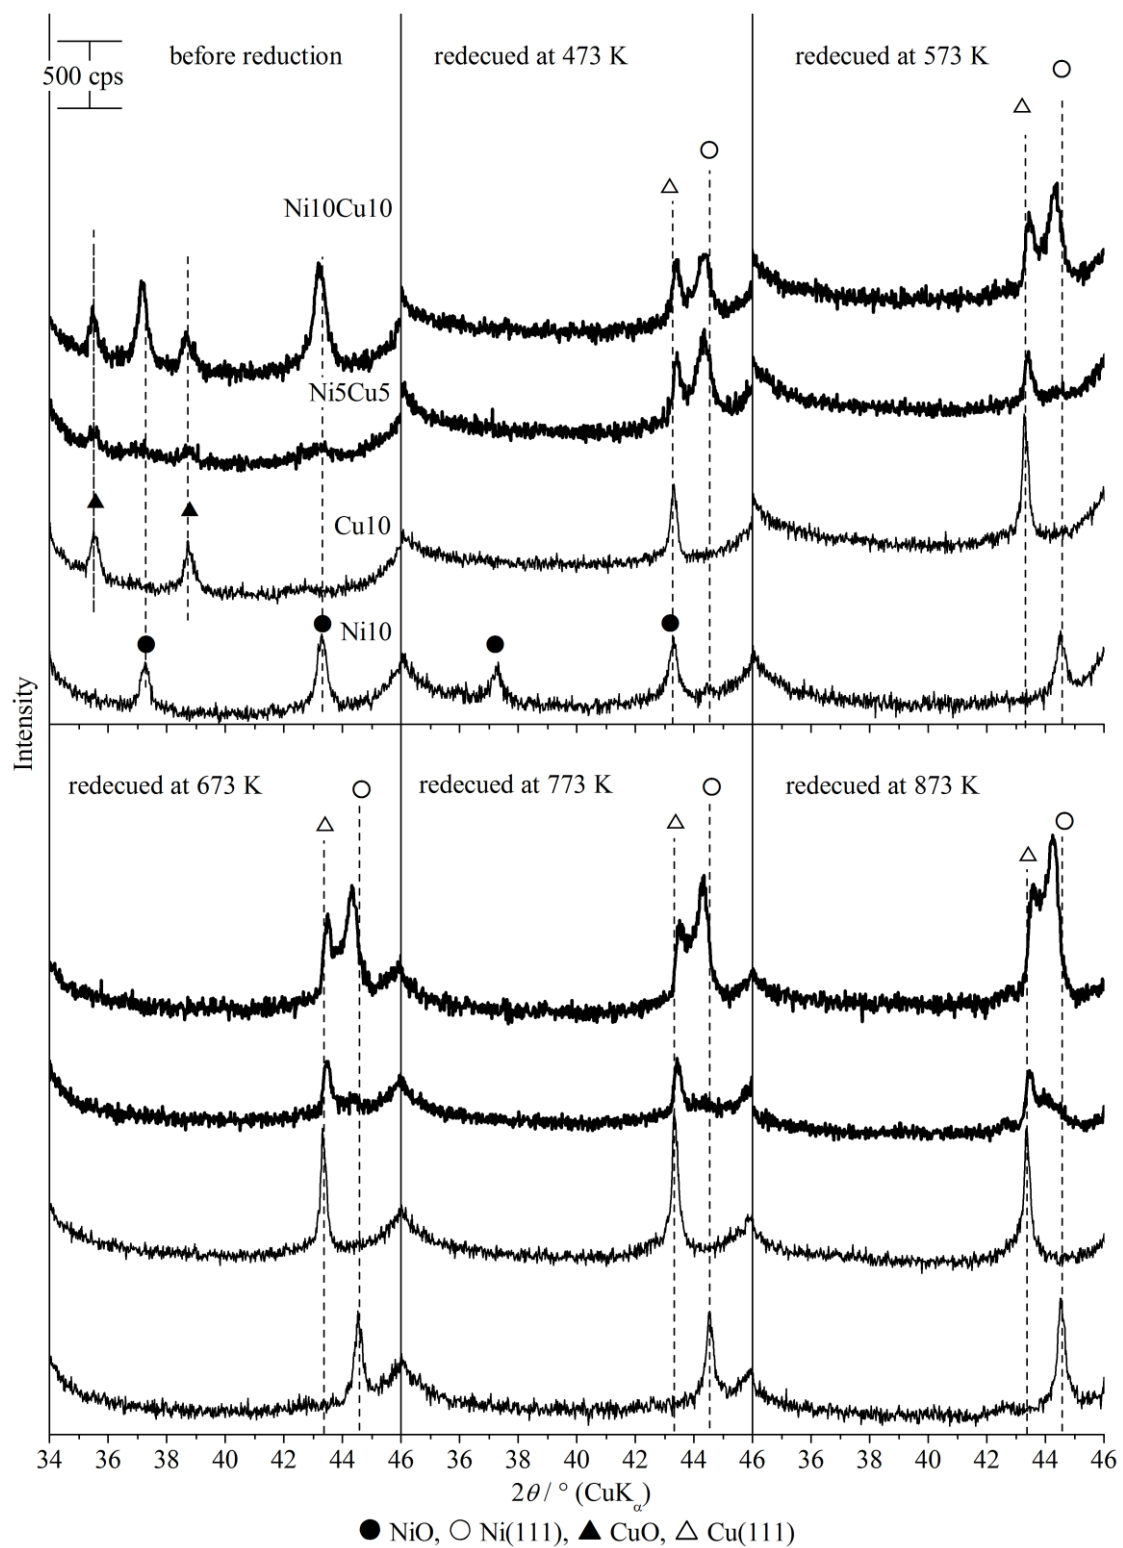 before reduction
redecued at 473 K
redecued at 573 K
500 cps
Ni10Cu10
Ni5Cu5
Cu10
Ni10
Intensity
redecued at 673 K
redecued at 773 K
redecued at 873 K
34 36 38 40 42 44 46 36 38 40 42 44 46 36 38 40 42 44 46
2θ / ° (CuKα)
● NiO, ○ Ni(111), ▲ CuO, △ Cu(111)